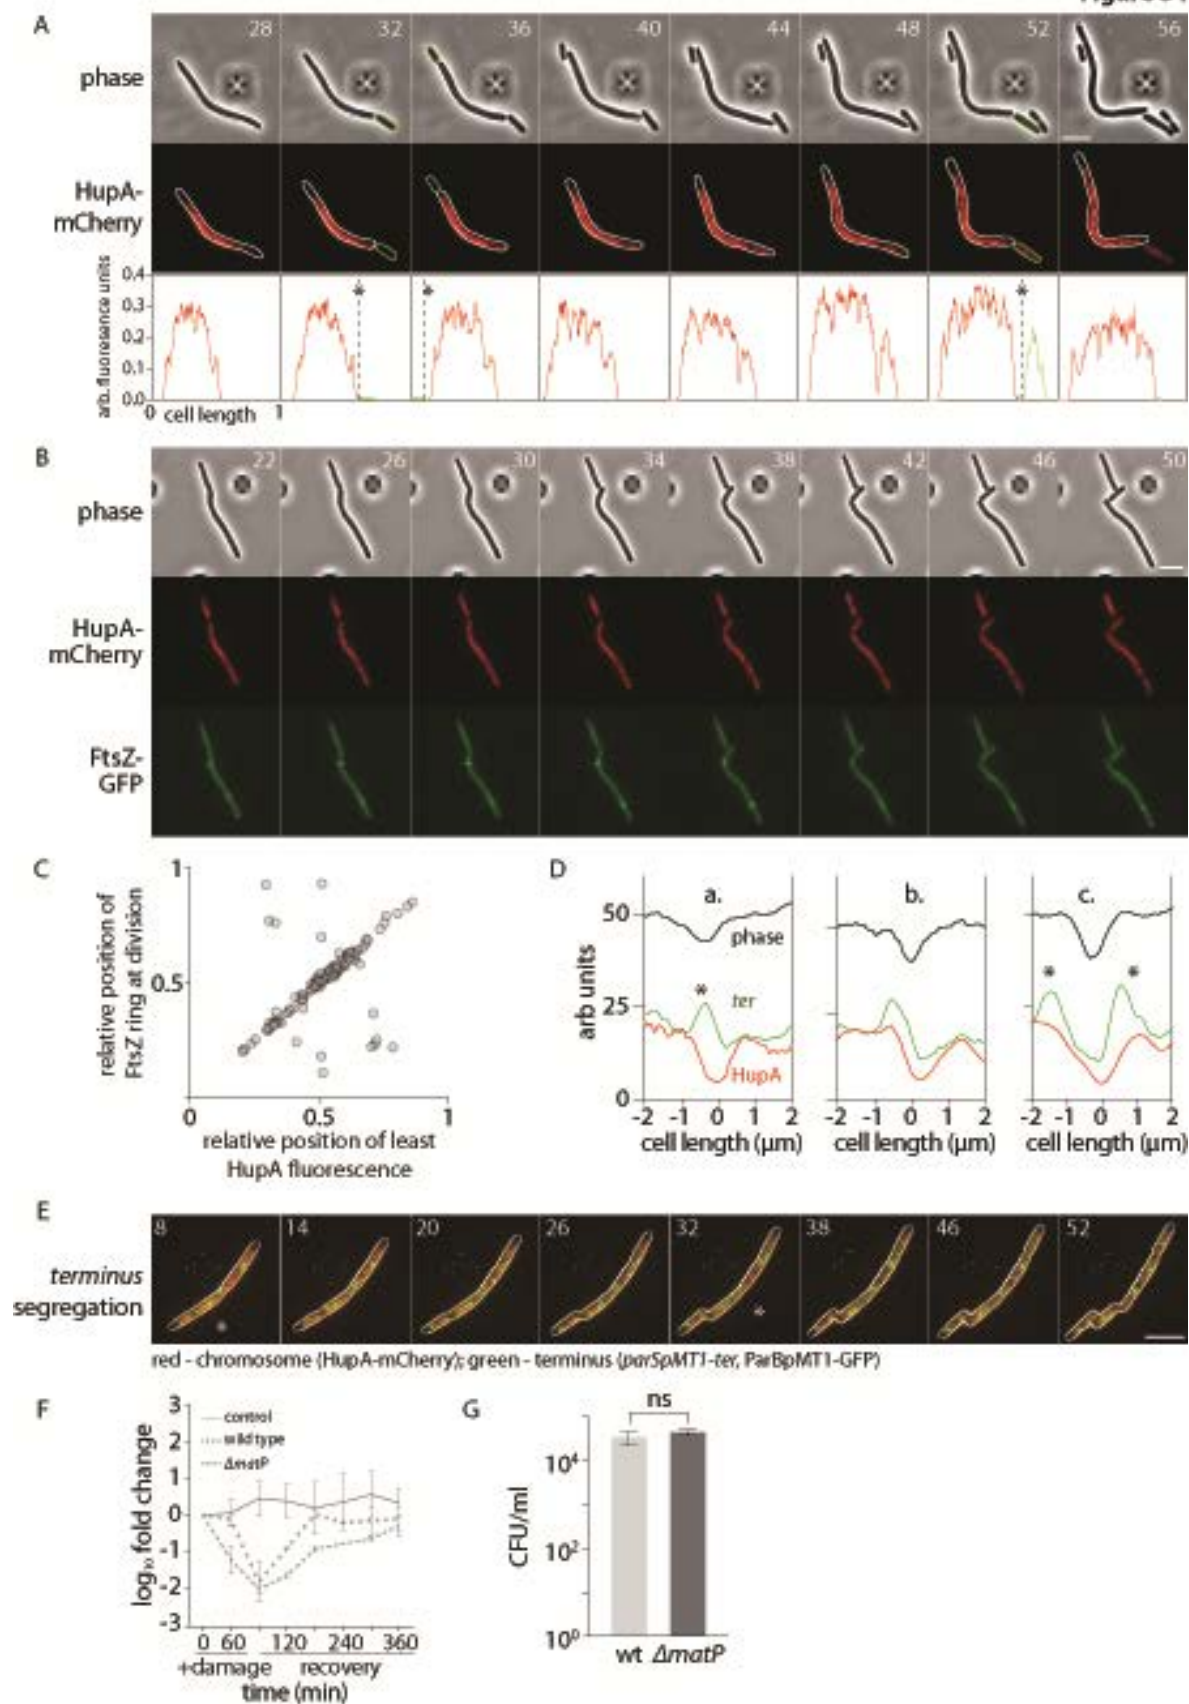 A
28 32 36 40 44 48 52 56
phase
HupA-
mCherry
arb. fluoresence units
0.4
0.3
0.2
0.1
0.0
* * *
0 cell length 1
B
22 26 30 34 38 42 46 50
phase
HupA-
mCherry
FtsZ-
GFP
C
relative position of
FtsZ ring at division
1
0.5
0 0.5 1
relative position of least
HupA fluorescence
D
a. b. c.
arb units
50
25
0
phase
ter
HupA
* * *
-2 -1 0 1 2 -2 -1 0 1 2 -2 -1 0 1 2
cell length (μm) cell length (μm) cell length (μm)
E
8 14 20 26 32 38 46 52
terminus
segregation
* *
red - chromosome (HupA-mCherry); green - terminus (parSpMT1-ter, ParBpMT1-GFP)
F
log₁₀ fold change
3
2
1
0
-1
-2
-3
control
wild type
ΔmatP
0 60 120 240 360
+damage recovery
time (min)
G
ns
CFU/ml
10⁴
10²
10⁰
wt ΔmatP